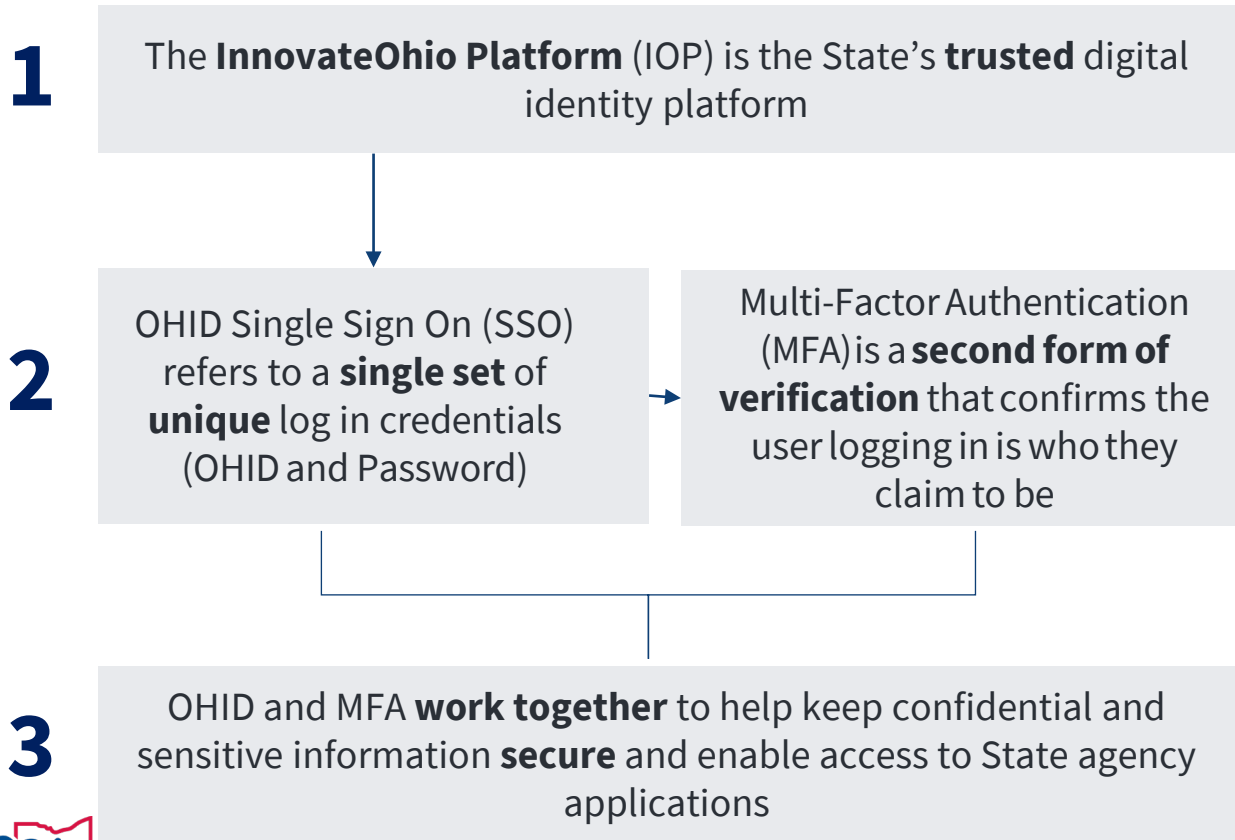 1
The InnovateOhio Platform (IOP) is the State's trusted digital
identity platform
2
OHID Single Sign On (SSO)
refers to a single set of
unique log in credentials
(OHID and Password)
Multi-Factor Authentication
(MFA) is a second form of
verification that confirms the
user logging in is who they
claim to be
3
OHID and MFA work together to help keep confidential and
sensitive information secure and enable access to State agency
applications